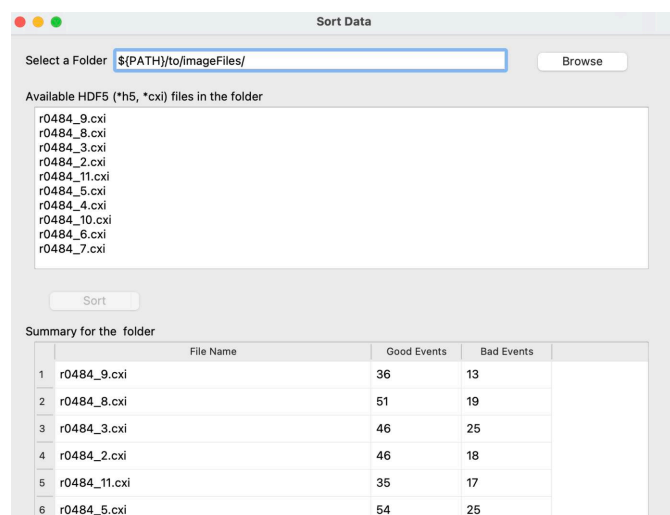 Sort Data
Select a Folder ${PATH}/to/imageFiles/ Browse
Available HDF5 (*h5, *cxi) files in the folder
r0484_9.cxi
r0484_8.cxi
r0484_3.cxi
r0484_2.cxi
r0484_11.cxi
r0484_5.cxi
r0484_4.cxi
r0484_10.cxi
r0484_6.cxi
r0484_7.cxi
Sort
Summary for the folder
File Name Good Events Bad Events
1 r0484_9.cxi 36 13
2 r0484_8.cxi 51 19
3 r0484_3.cxi 46 25
4 r0484_2.cxi 46 18
5 r0484_11.cxi 35 17
6 r0484_5.cxi 54 25